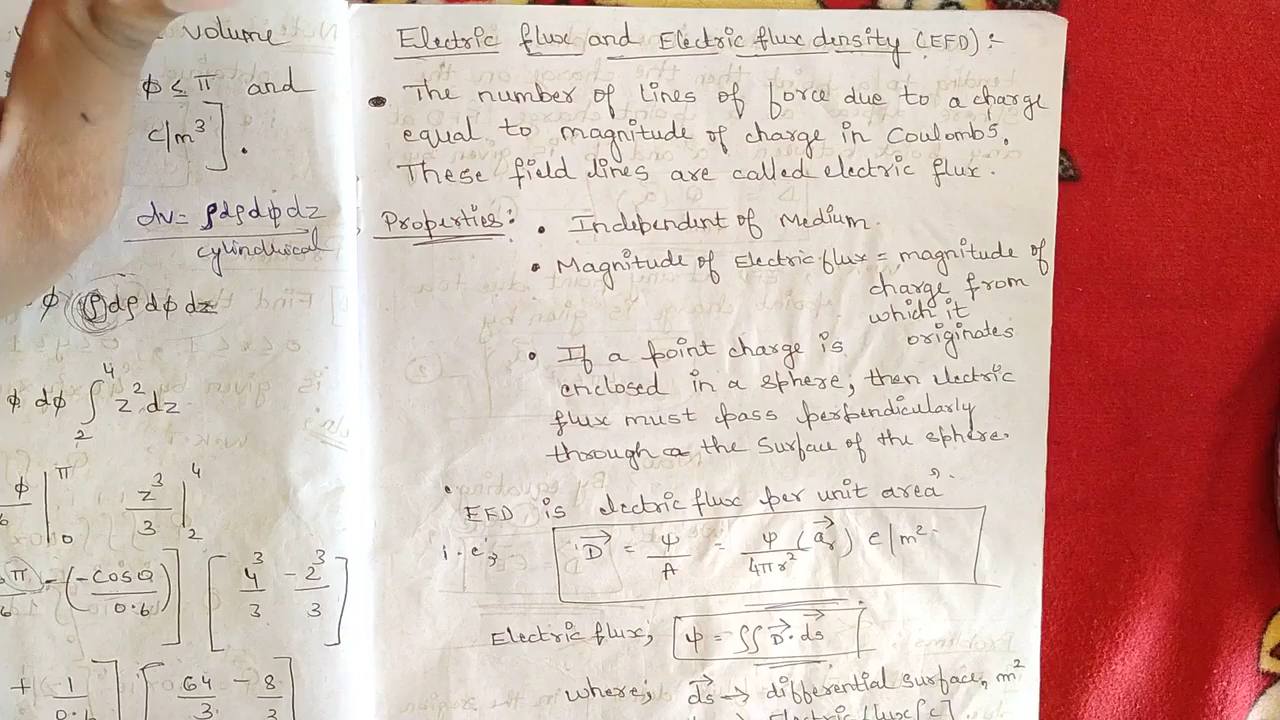 volume
ϕ ≤ π and
c/m³].
dv= ρdρdϕdz
cylindrical
ϕ ρdρ dϕ dz
ϕ dϕ ∫₂⁴ z² dz
ϕ | π 0 z³/3 | 4 2
π - (-cos0/0.6)] [4³/3 - 2³/3]
+ 1/0.6] [64/3 - 8/3]
Electric flux and Electric flux density (EFD) :-
• The number of lines of force due to a charge
equal to magnitude of charge in Coulombs.
These field lines are called electric flux.
Properties: • Independent of Medium.
• Magnitude of Electric flux = magnitude of
charge from
which it
originates
• If a point charge is
enclosed in a sphere, then electric
flux must pass perpendicularly
through the surface of the sphere.
EFD is electric flux per unit area".
i.e; D⃗ = ψ/A = ψ/4πr² (a⃗r) c/m²
Electric flux; ψ = ∬ D⃗ · d⃗s
where; d⃗s → differential surface, m²
→ Electric flux [c]